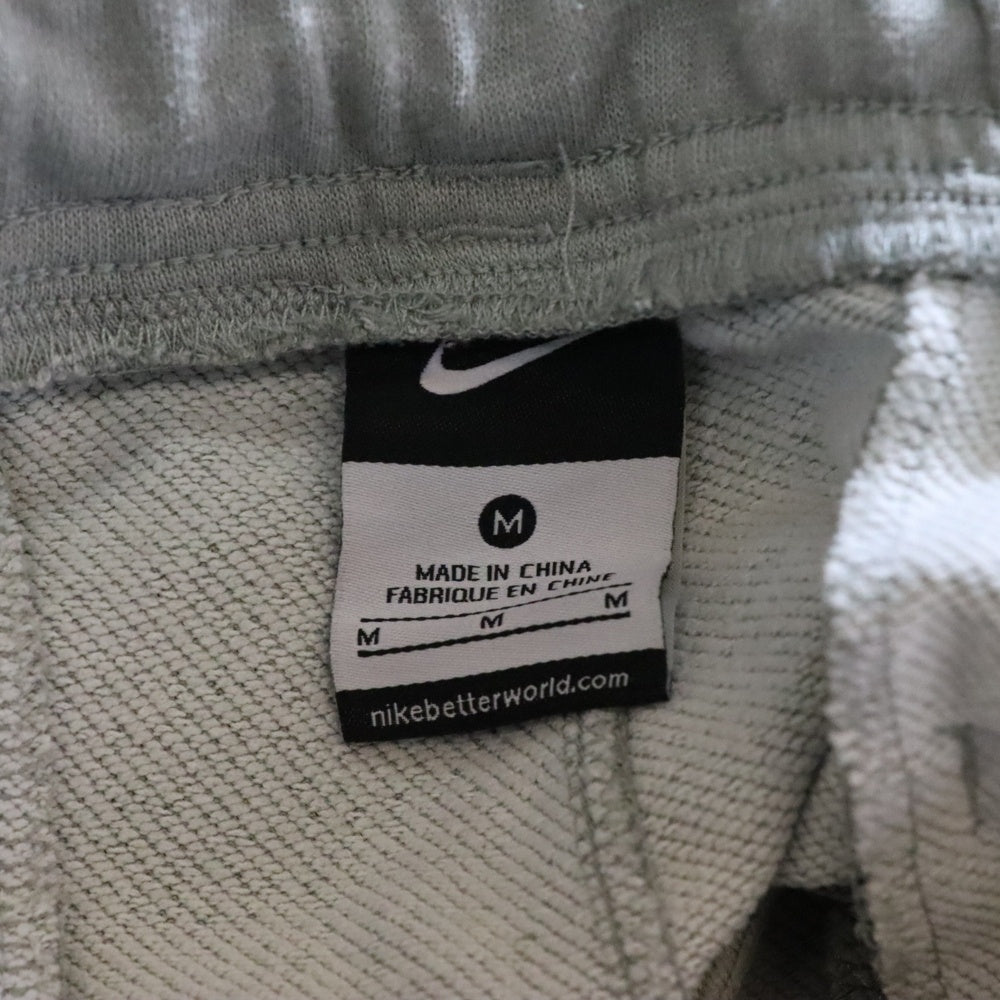 M
MADE IN CHINA
FABRIQUE EN CHINE
M M M
nikebetterworld.com